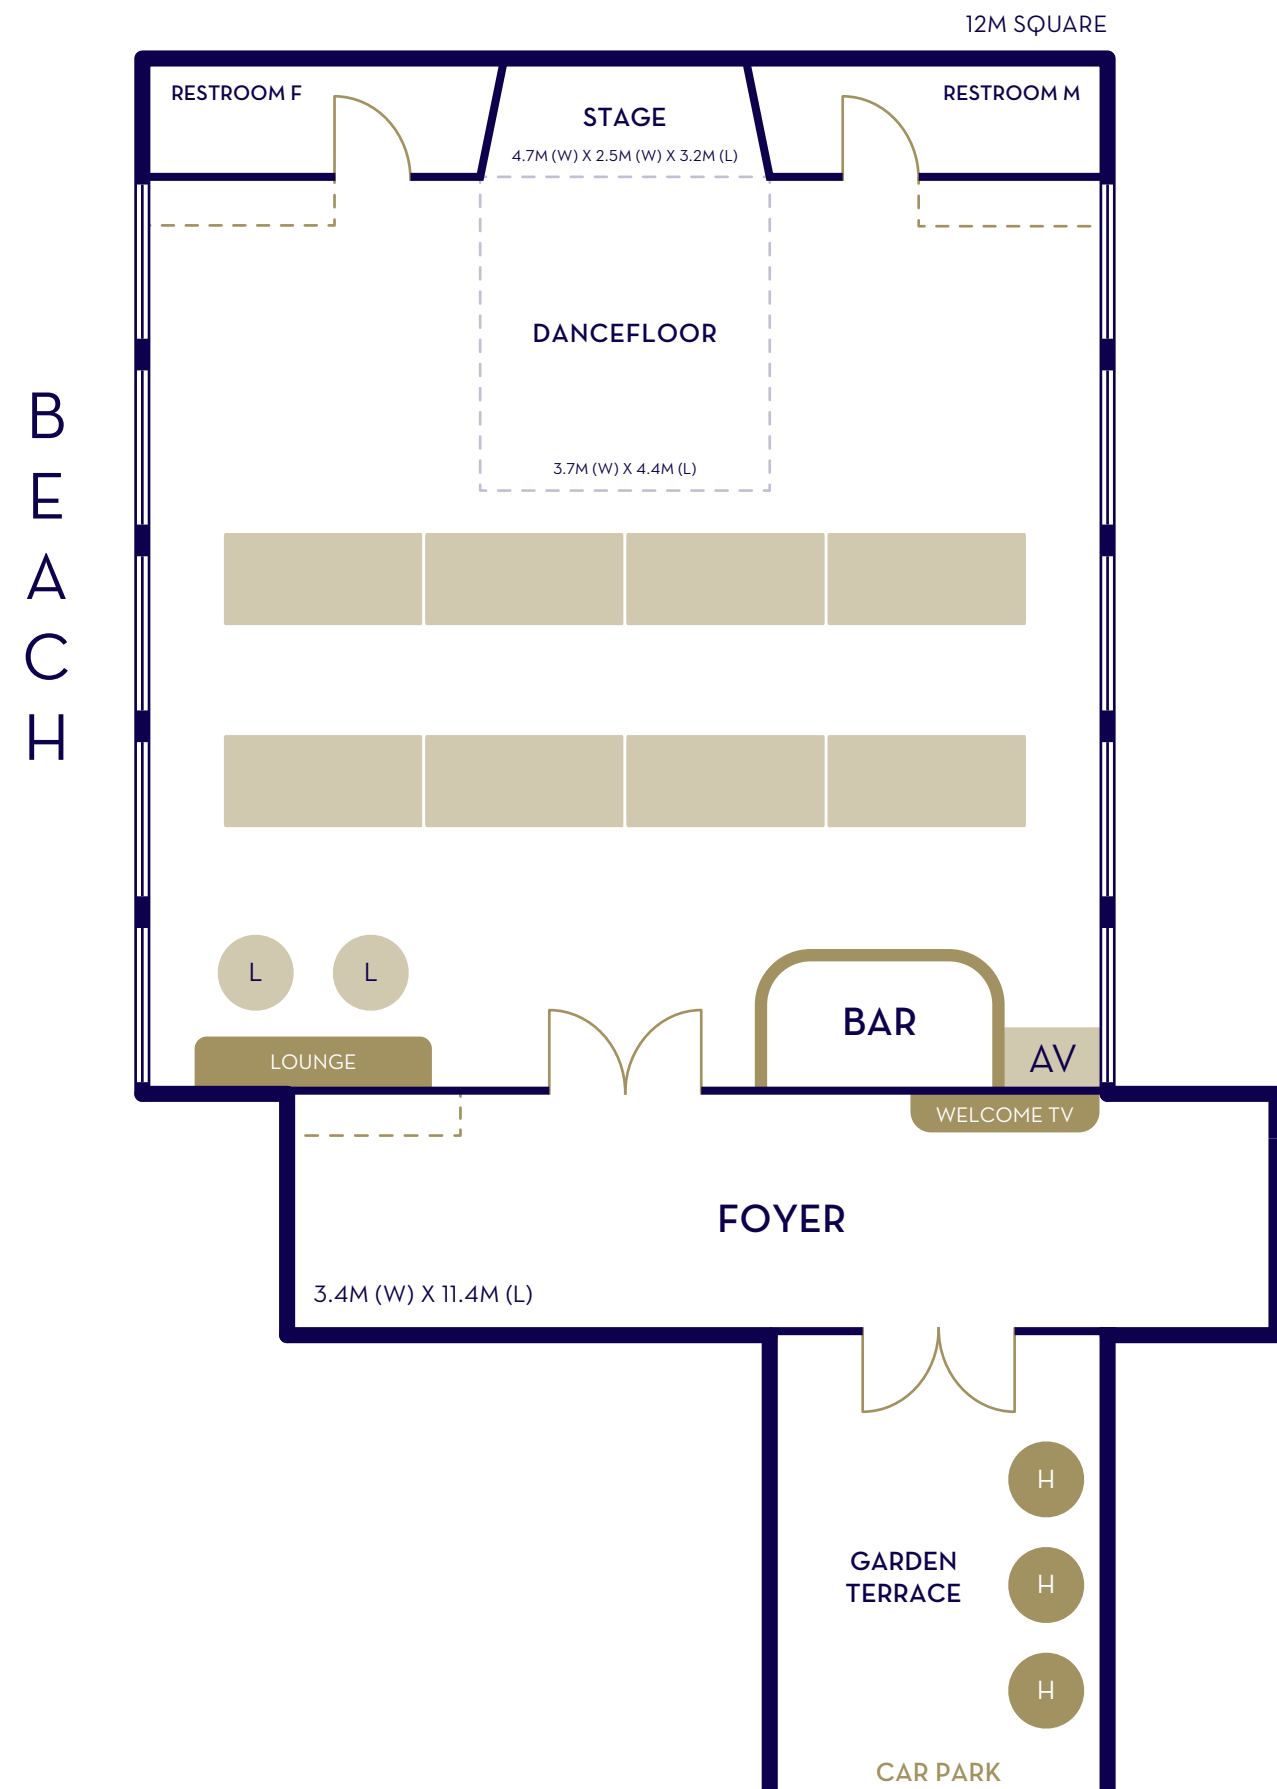 12M SQUARE
RESTROOM F
RESTROOM M
STAGE
4.7M (W) X 2.5M (W) X 3.2M (L)
DANCEFLOOR
3.7M (W) X 4.4M (L)
B
E
A
C
H
L
L
LOUNGE
BAR
AV
WELCOME TV
FOYER
3.4M (W) X 11.4M (L)
H
GARDEN
TERRACE
H
H
CAR PARK